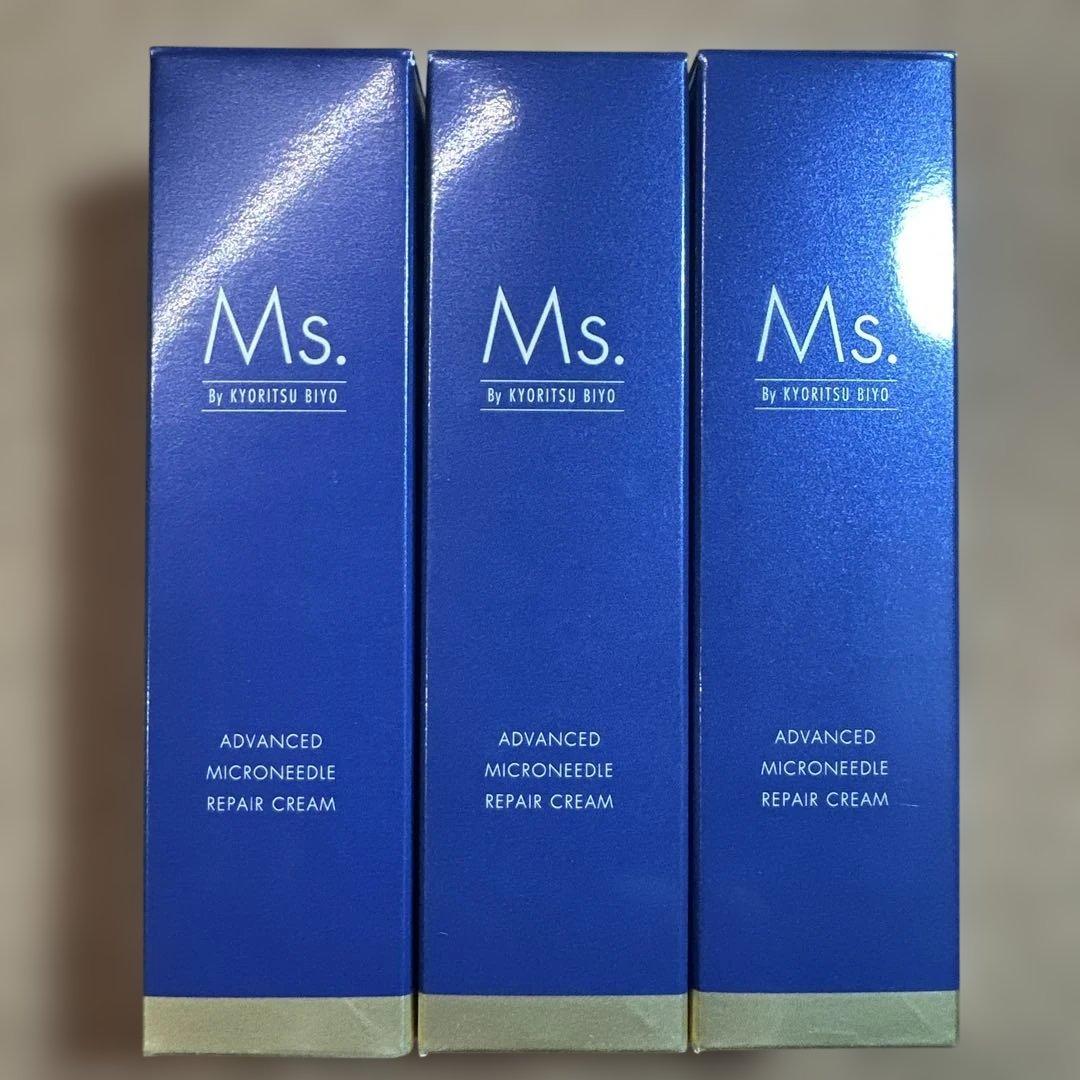 Ms.
By KYORITSU BIYO
ADVANCED
MICRONEEDLE
REPAIR CREAM
Ms.
By KYORITSU BIYO
ADVANCED
MICRONEEDLE
REPAIR CREAM
Ms.
By KYORITSU BIYO
ADVANCED
MICRONEEDLE
REPAIR CREAM